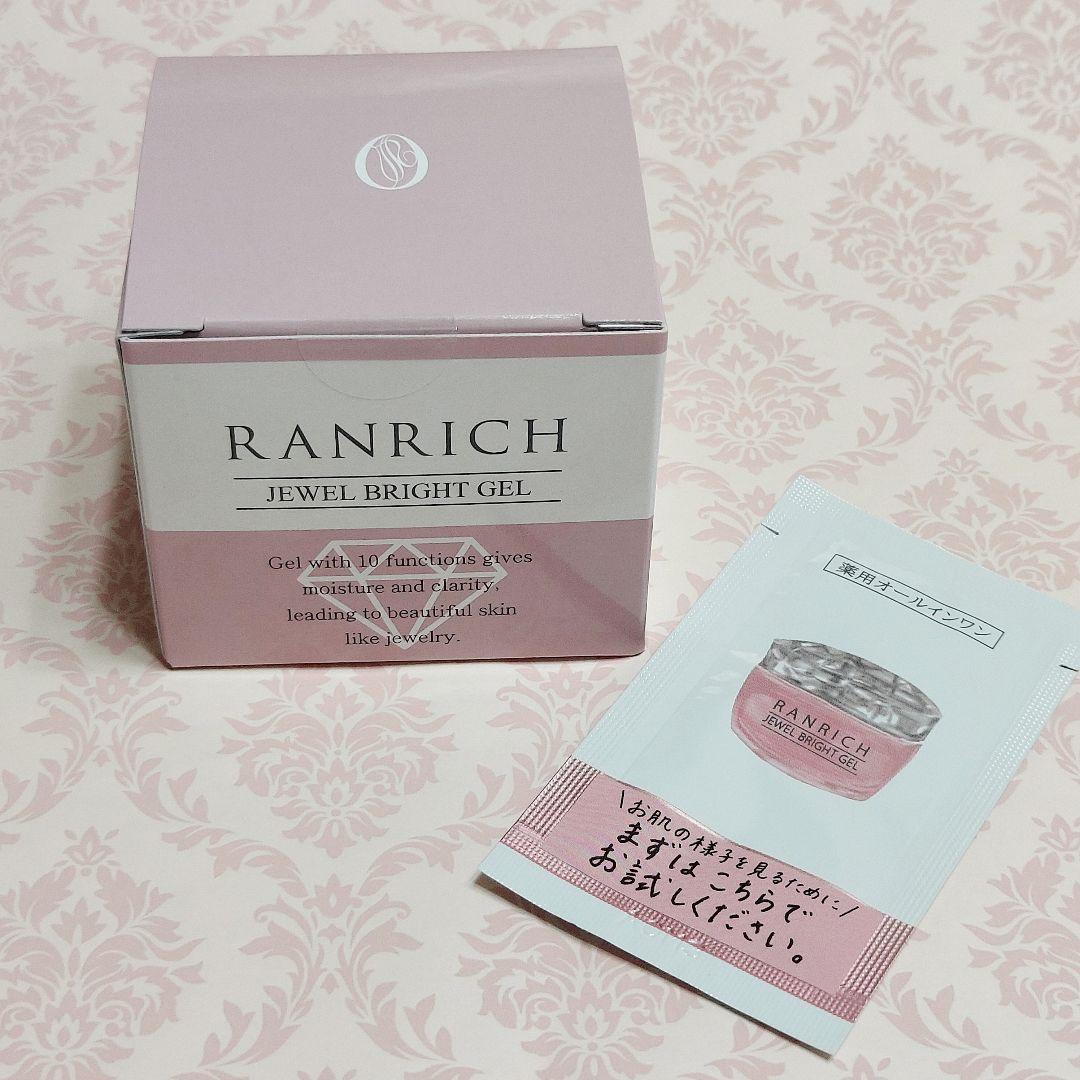 RANRICH
JEWEL BRIGHT GEL
Gel with 10 functions gives
moisture and clarity,
leading to beautiful skin
like jewelry.
薬用オールインワン
RANRICH
JEWEL BRIGHT GEL
\お肌の様子を見るために/
まずはこちらで
お試しください。